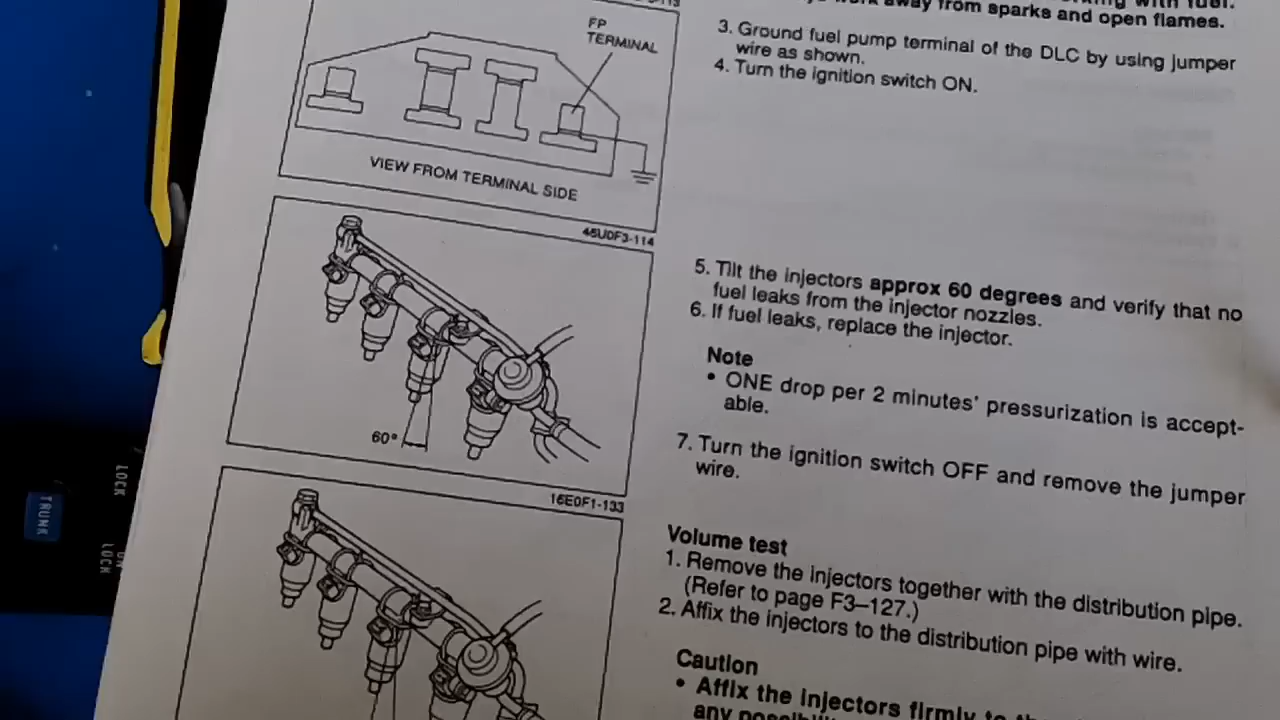 with fuel.
away from sparks and open flames.
FP
TERMINAL
VIEW FROM TERMINAL SIDE
3. Ground fuel pump terminal of the DLC by using jumper
wire as shown.
4. Turn the ignition switch ON.
45U0F3-114
60°
5. Tilt the injectors approx 60 degrees and verify that no
fuel leaks from the injector nozzles.
6. If fuel leaks, replace the injector.
Note
• ONE drop per 2 minutes' pressurization is accept-
able.
7. Turn the ignition switch OFF and remove the jumper
wire.
16E0F1-133
Volume test
1. Remove the injectors together with the distribution pipe.
(Refer to page F3–127.)
2. Affix the injectors to the distribution pipe with wire.
Caution
• Affix the injectors firmly to
any
LOCK
TRUNK
LOCK